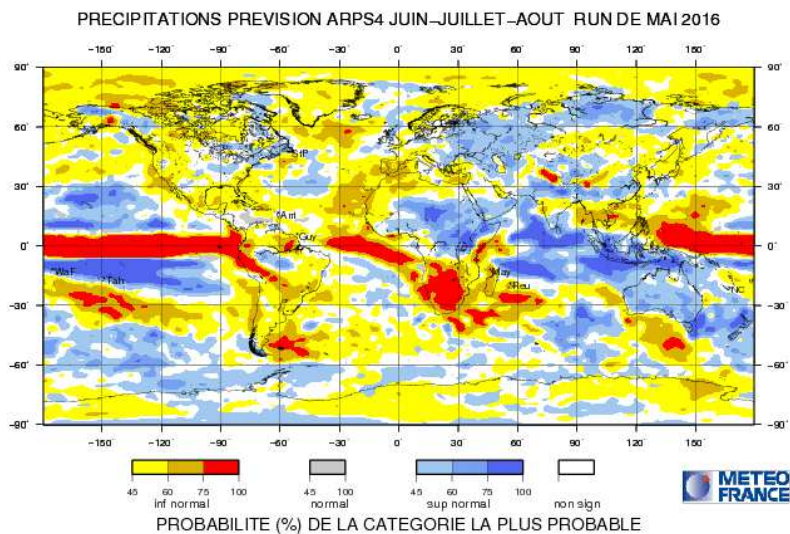 PRECIPITATIONS PREVISION ARPS4 JUIN-JUILLET-AOUT RUN DE MAI 2016
-150 -120 -90 -60 -30 0 30 60 90 120 150
90 90
60 60
StP
30 30
Ant
Guy
0 0
WaF Tah May Reu
NC
-30 -30
-60 -60
-90 -90
-150 -120 -90 -60 -30 0 30 60 90 120 150
45 60 75 100 45 100 45 60 75 100
inf normal normal sup normal non sign
METEO
FRANCE
PROBABILITE (%) DE LA CATEGORIE LA PLUS PROBABLE